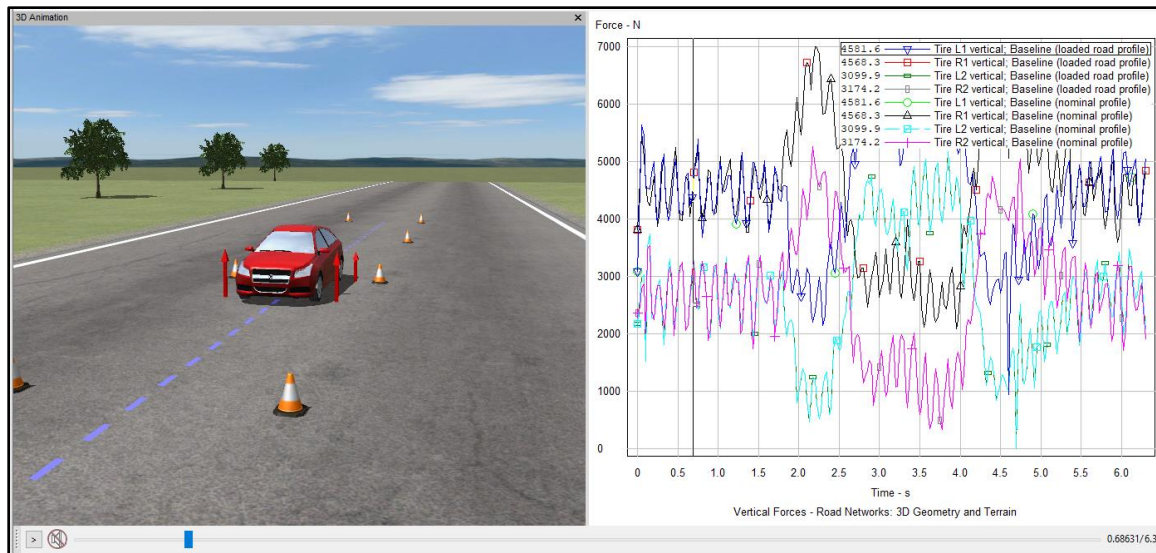 3D Animation
×
Force - N
7000
6000
5000
4000
3000
2000
1000
0
4581.6 Tire L1 vertical; Baseline (loaded road profile)
4568.3 Tire R1 vertical; Baseline (loaded road profile)
3099.9 Tire L2 vertical; Baseline (loaded road profile)
3174.2 Tire R2 vertical; Baseline (loaded road profile)
4581.6 Tire L1 vertical; Baseline (nominal profile)
4568.3 Tire R1 vertical; Baseline (nominal profile)
3099.9 Tire L2 vertical; Baseline (nominal profile)
3174.2 Tire R2 vertical; Baseline (nominal profile)
0 0.5 1.0 1.5 2.0 2.5 3.0 3.5 4.0 4.5 5.0 5.5 6.0
Time - s
Vertical Forces - Road Networks: 3D Geometry and Terrain
>
0.68631/6.3